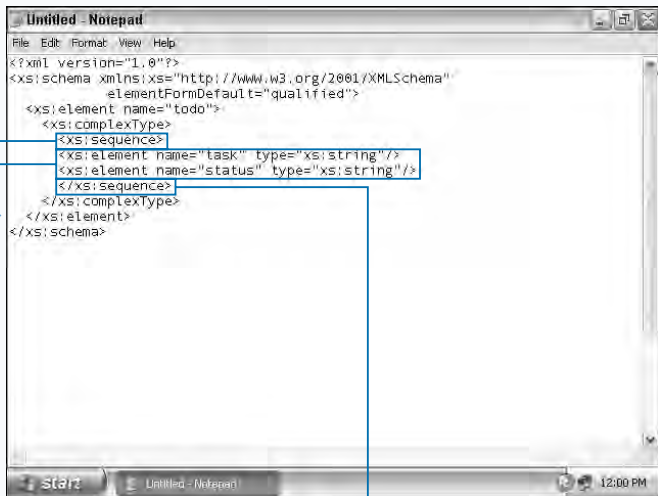 Untitled - Notepad
File Edit Format View Help
<?xml version="1.0"?>
<xs:schema xmlns:xs="http://www.w3.org/2001/XMLSchema"
elementFormDefault="qualified">
<xs:element name="todo">
<xs:complexType>
<xs:sequence>
<xs:element name="task" type="xs:string"/>
<xs:element name="status" type="xs:string"/>
</xs:sequence>
</xs:complexType>
</xs:element>
</xs:schema>
start Untitled - Notepad 12:00 PM